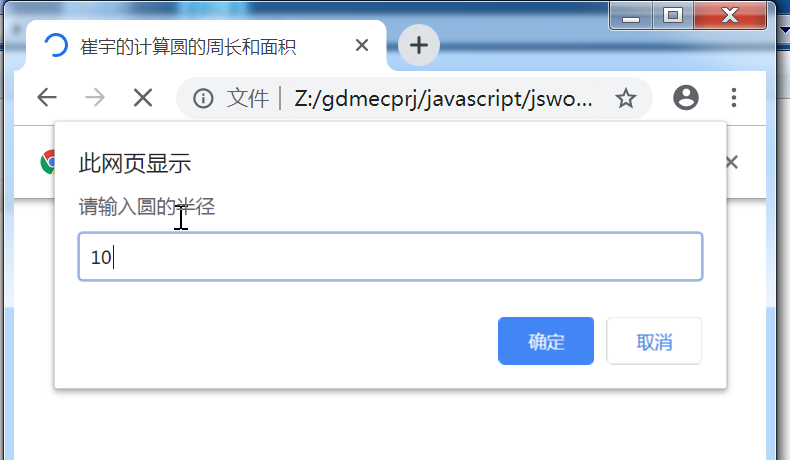 崔宇的计算圆的周长和面积
文件 Z:/gdmecprj/javascript/jswo...
此网页显示
请输入圆的半径
10
确定 取消